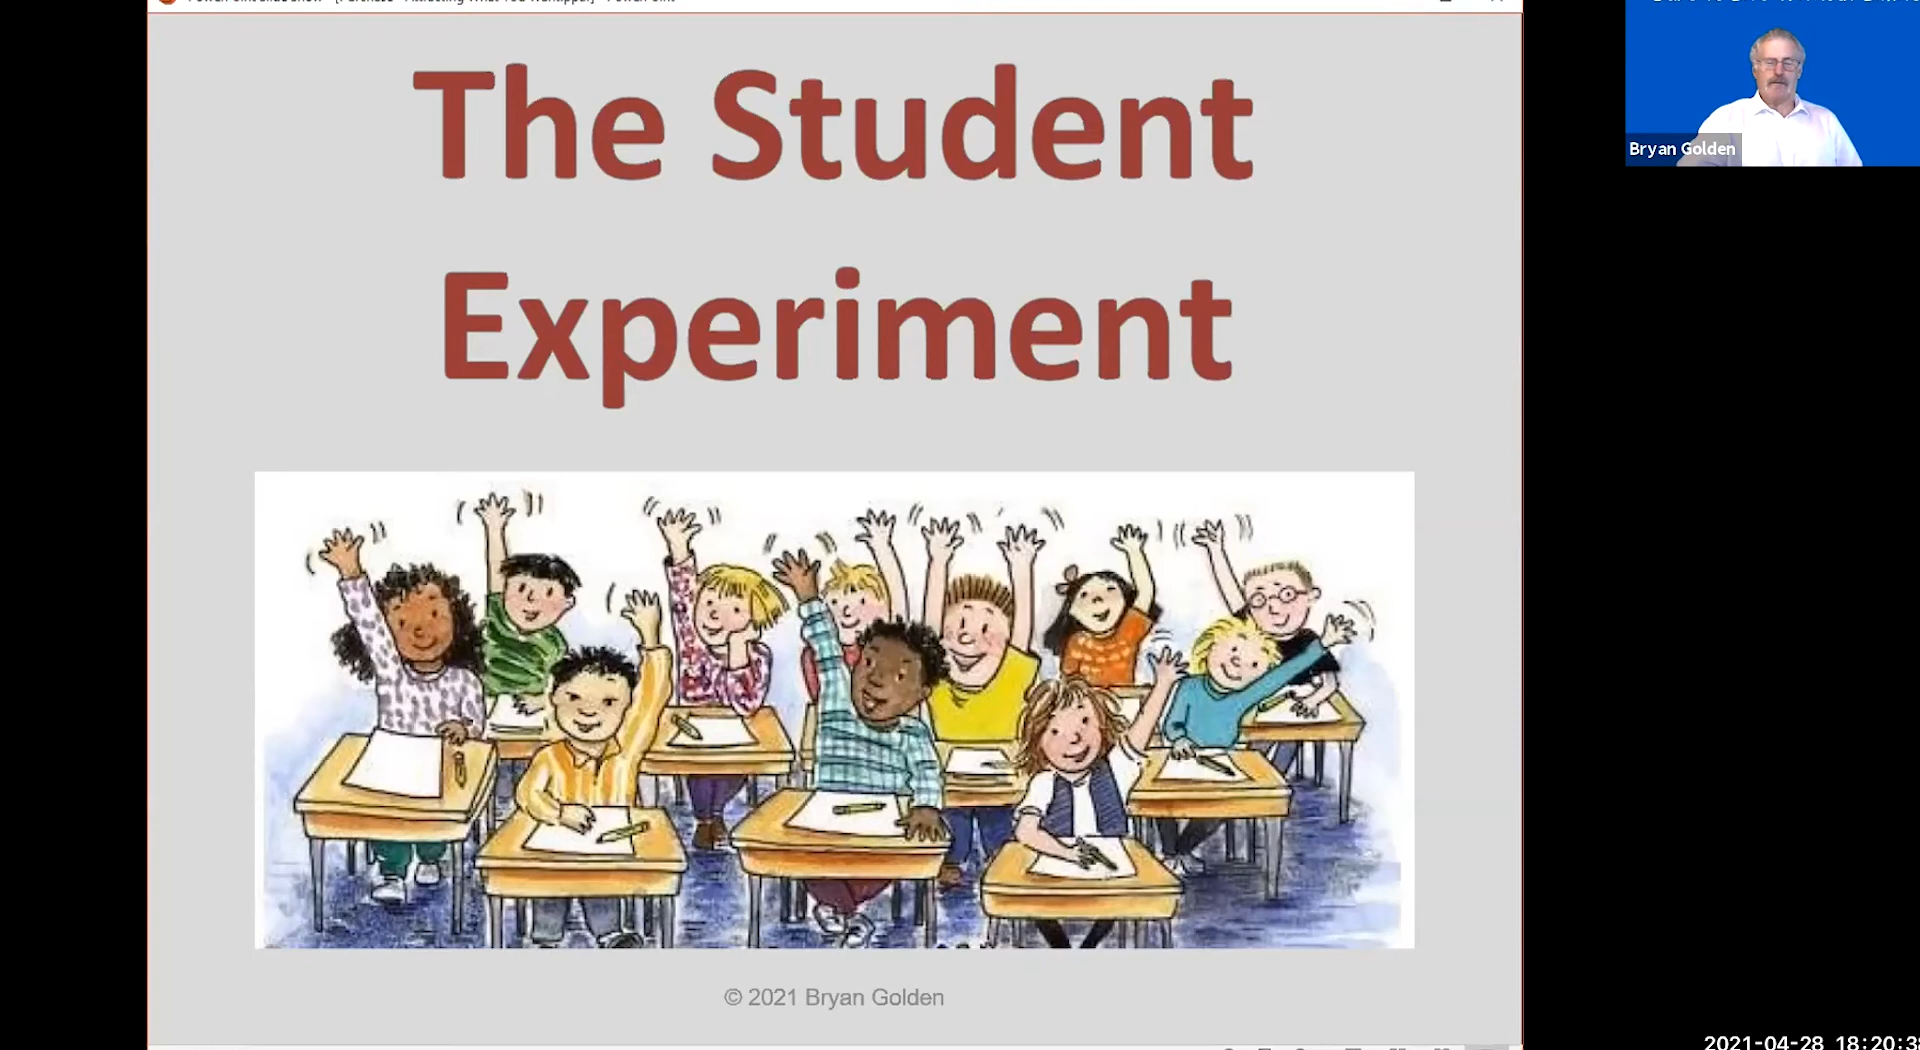 The Student
Experiment
Bryan Golden
© 2021 Bryan Golden
2021-04-28 18:20:3